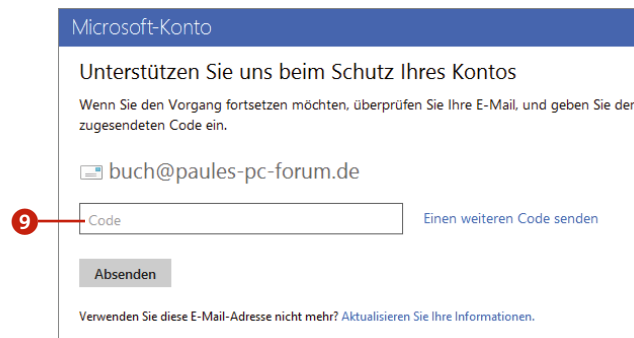 Microsoft-Konto
Unterstützen Sie uns beim Schutz Ihres Kontos
Wenn Sie den Vorgang fortsetzen möchten, überprüfen Sie Ihre E-Mail, und geben Sie der
zugesendeten Code ein.
buch@paules-pc-forum.de
9 Code Einen weiteren Code senden
Absenden
Verwenden Sie diese E-Mail-Adresse nicht mehr? Aktualisieren Sie Ihre Informationen.